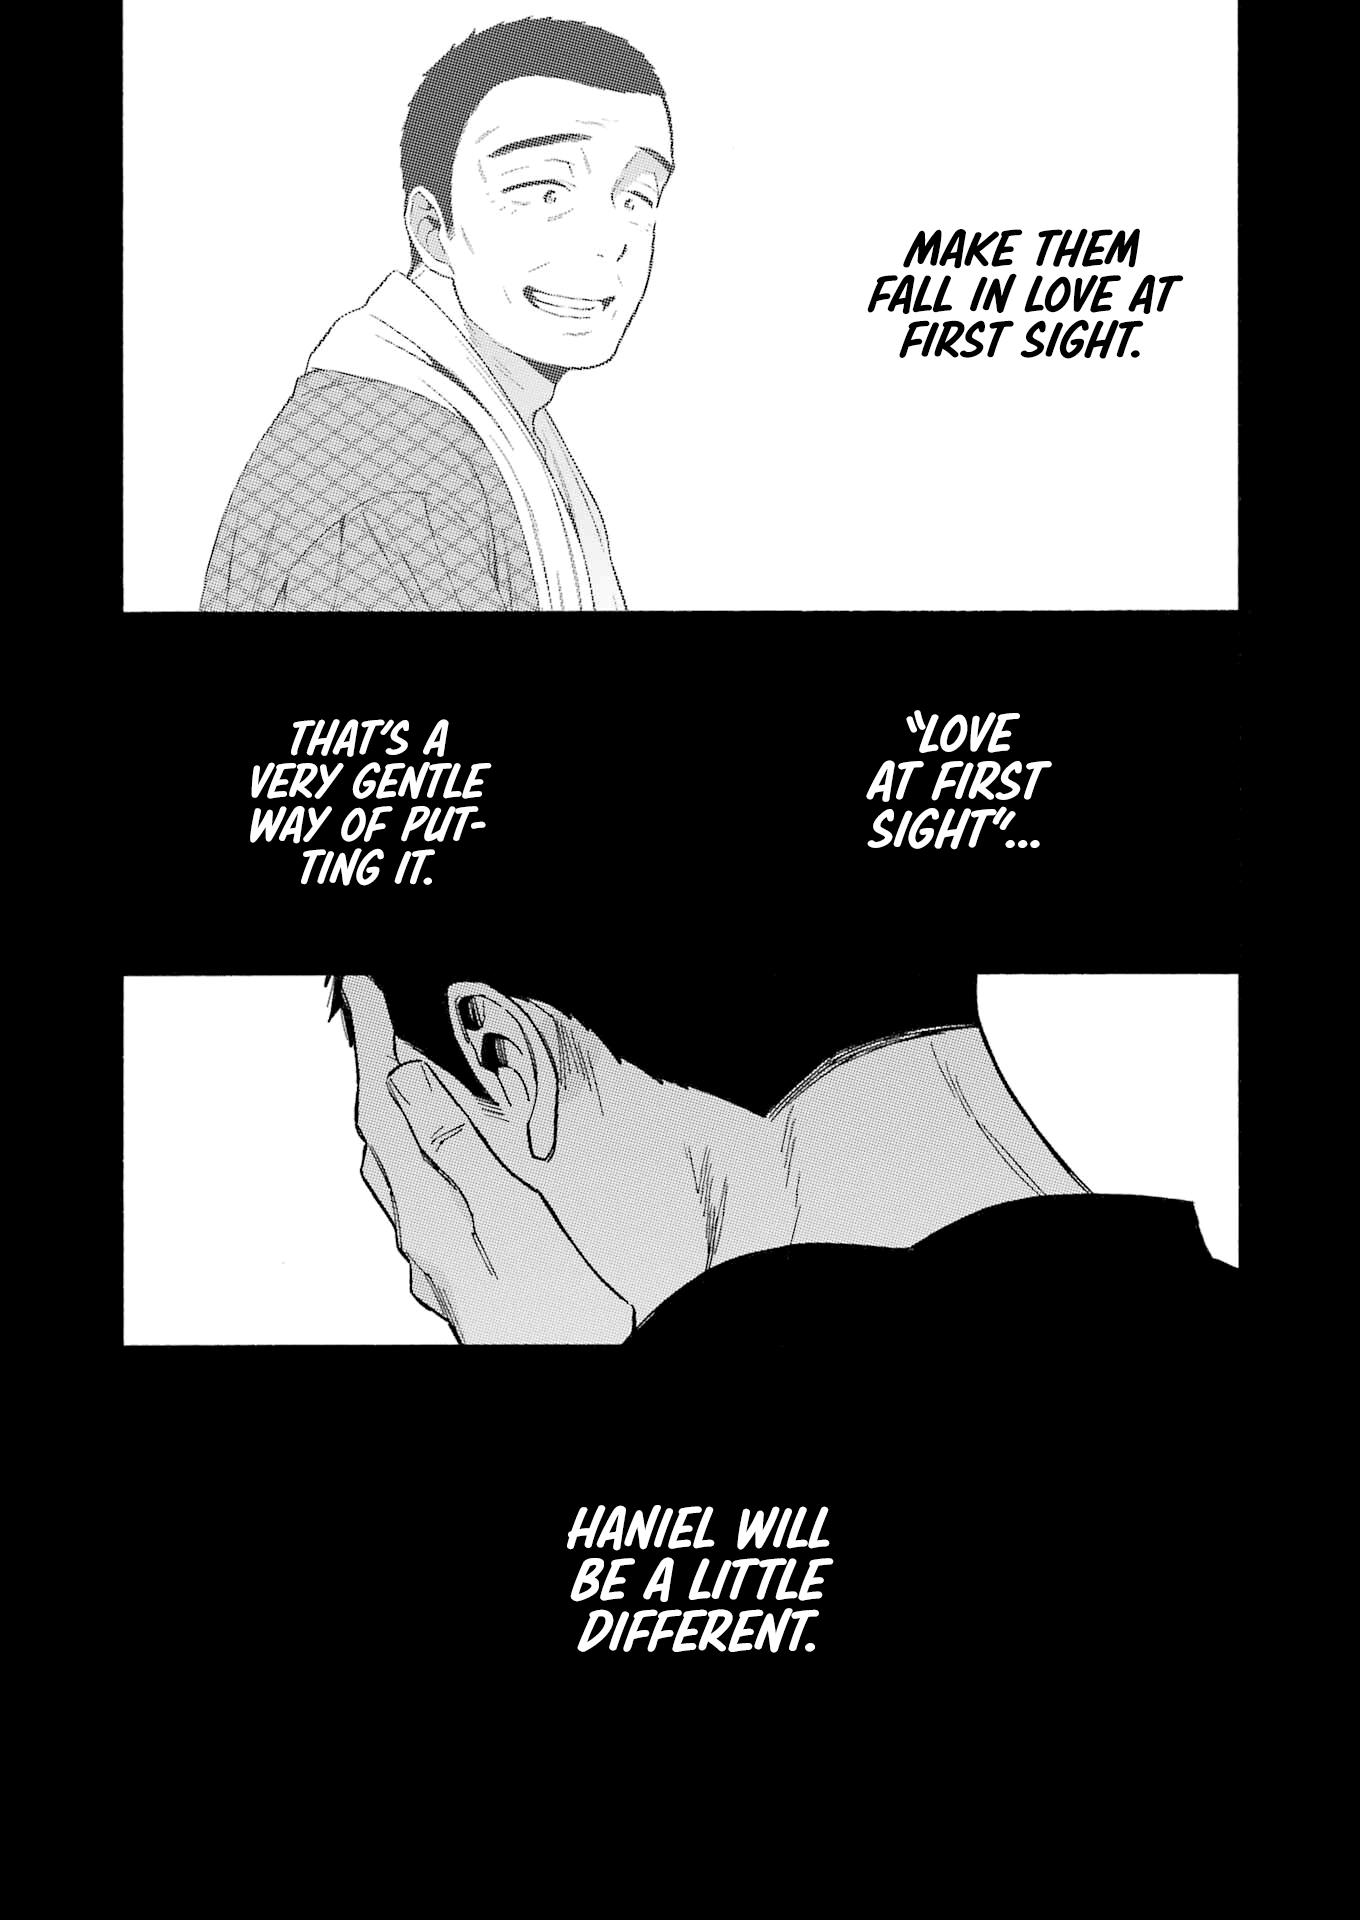 MAKE THEM
FALL IN LOVE AT
FIRST SIGHT.
“LOVE
AT FIRST
SIGHT”...
THAT'S A
VERY GENTLE
WAY OF PUT-
TING IT.
HANIEL WILL
BE A LITTLE
DIFFERENT.